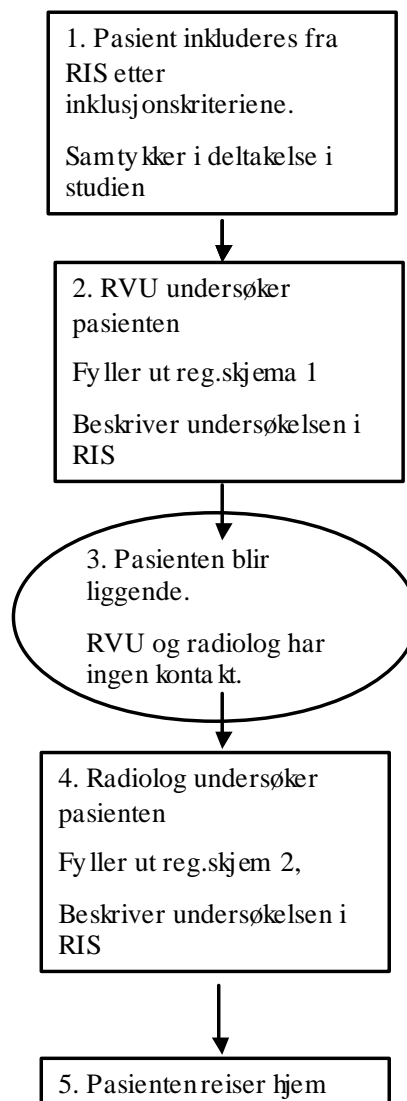 1. Pasient inkluderes fra
RIS etter
inklusjonskriteriene.
Samtykker i deltakelse i
studien
2. RVU undersøker
pasienten
Fyller ut reg.skjema 1
Beskriver undersøkelsen i
RIS
3. Pasienten blir
liggende.
RVU og radiolog har
ingen kontakt.
4. Radiolog undersøker
pasienten
Fyller ut reg.skjem 2,
Beskriver undersøkelsen i
RIS
5. Pasienten reiser hjem